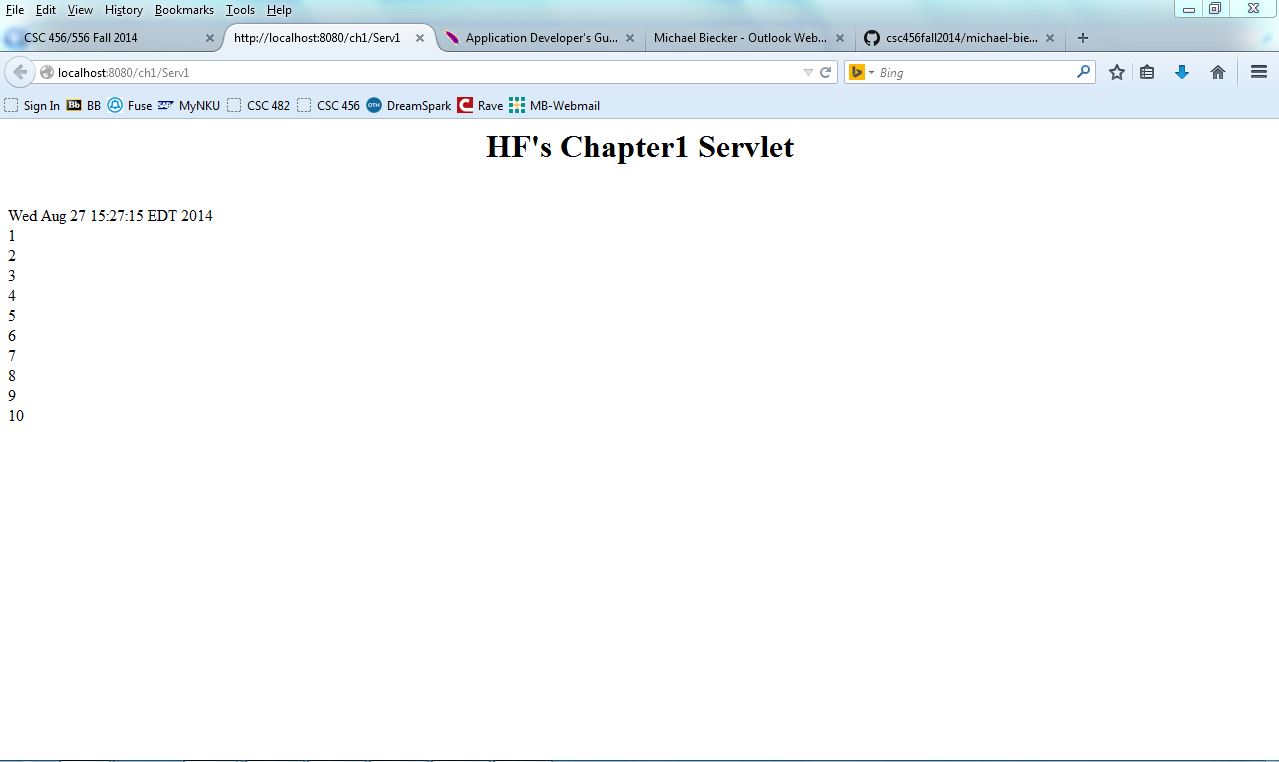 File Edit View History Bookmarks Tools Help
CSC 456/556 Fall 2014 http://localhost:8080/ch1/Serv1 Application Developer's Gu... Michael Biecker - Outlook Web... csc456fall2014/michael-bie...
localhost:8080/ch1/Serv1 Bing
Sign In Bb BB Fuse SAP MyNKU CSC 482 CSC 456 OTN DreamSpark Rave MB-Webmail
HF's Chapter1 Servlet
Wed Aug 27 15:27:15 EDT 2014
1
2
3
4
5
6
7
8
9
10